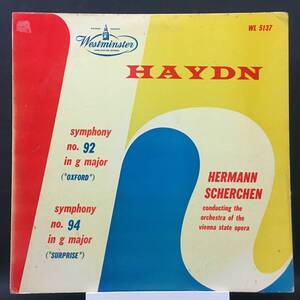 Westminster
WL 5137
HAYDN
symphony
no. 92
in g major
("OXFORD")
symphony
no. 94
in g major
("SURPRISE")
HERMANN
SCHERCHEN
conducting the
orchestra of the
vienna state opera